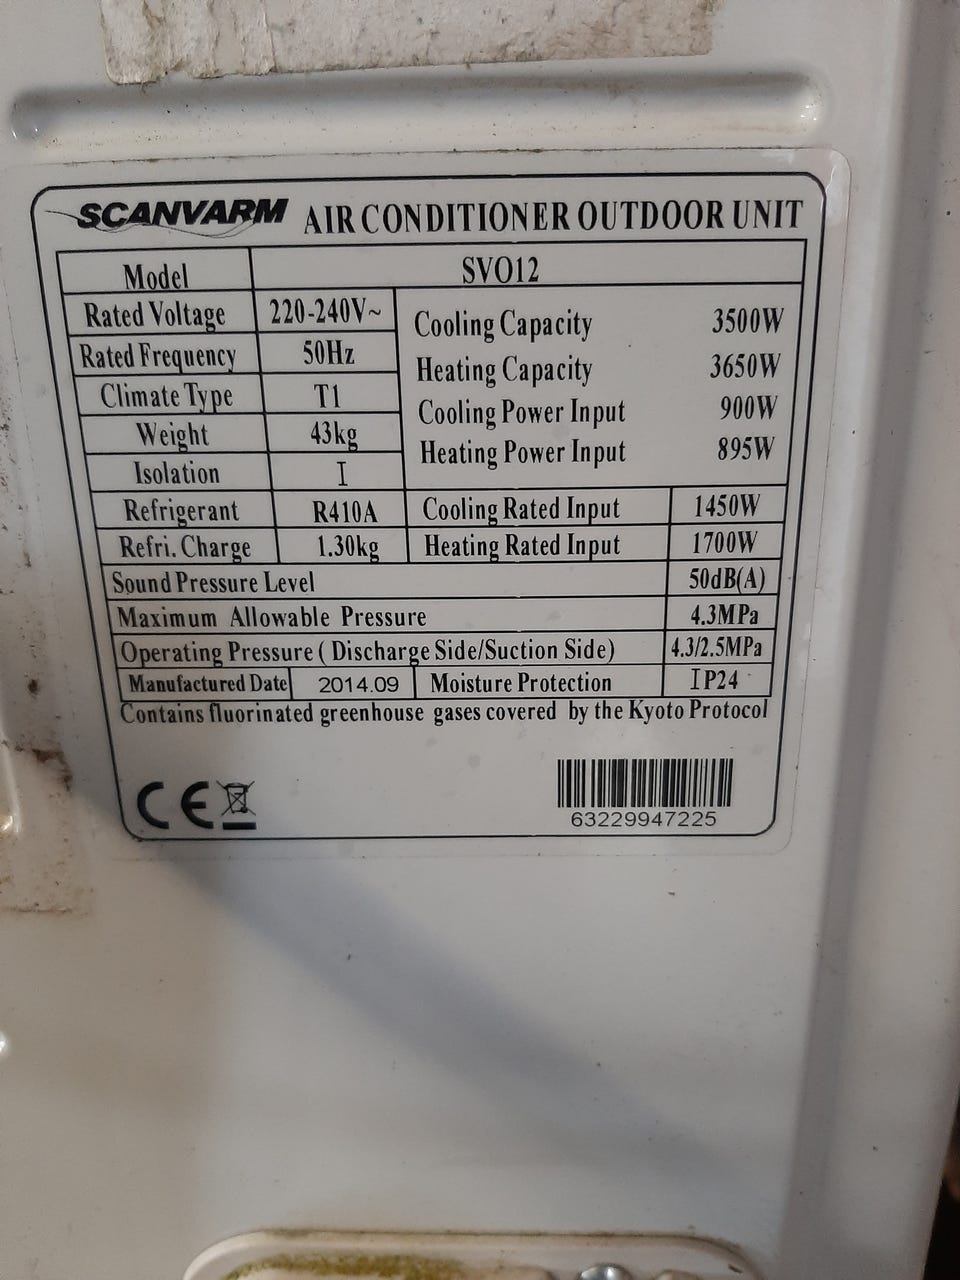 SCANVARM AIR CONDITIONER OUTDOOR UNIT
Model SVO12
Rated Voltage 220-240V~ Cooling Capacity 3500W
Rated Frequency 50Hz Heating Capacity 3650W
Climate Type T1 Cooling Power Input 900W
Weight 43kg Heating Power Input 895W
Isolation I
Refrigerant R410A Cooling Rated Input 1450W
Refri. Charge 1.30kg Heating Rated Input 1700W
Sound Pressure Level 50dB(A)
Maximum Allowable Pressure 4.3MPa
Operating Pressure ( Discharge Side/Suction Side) 4.3/2.5MPa
Manufactured Date 2014.09 Moisture Protection IP24
Contains fluorinated greenhouse gases covered by the Kyoto Protocol
CE
63229947225